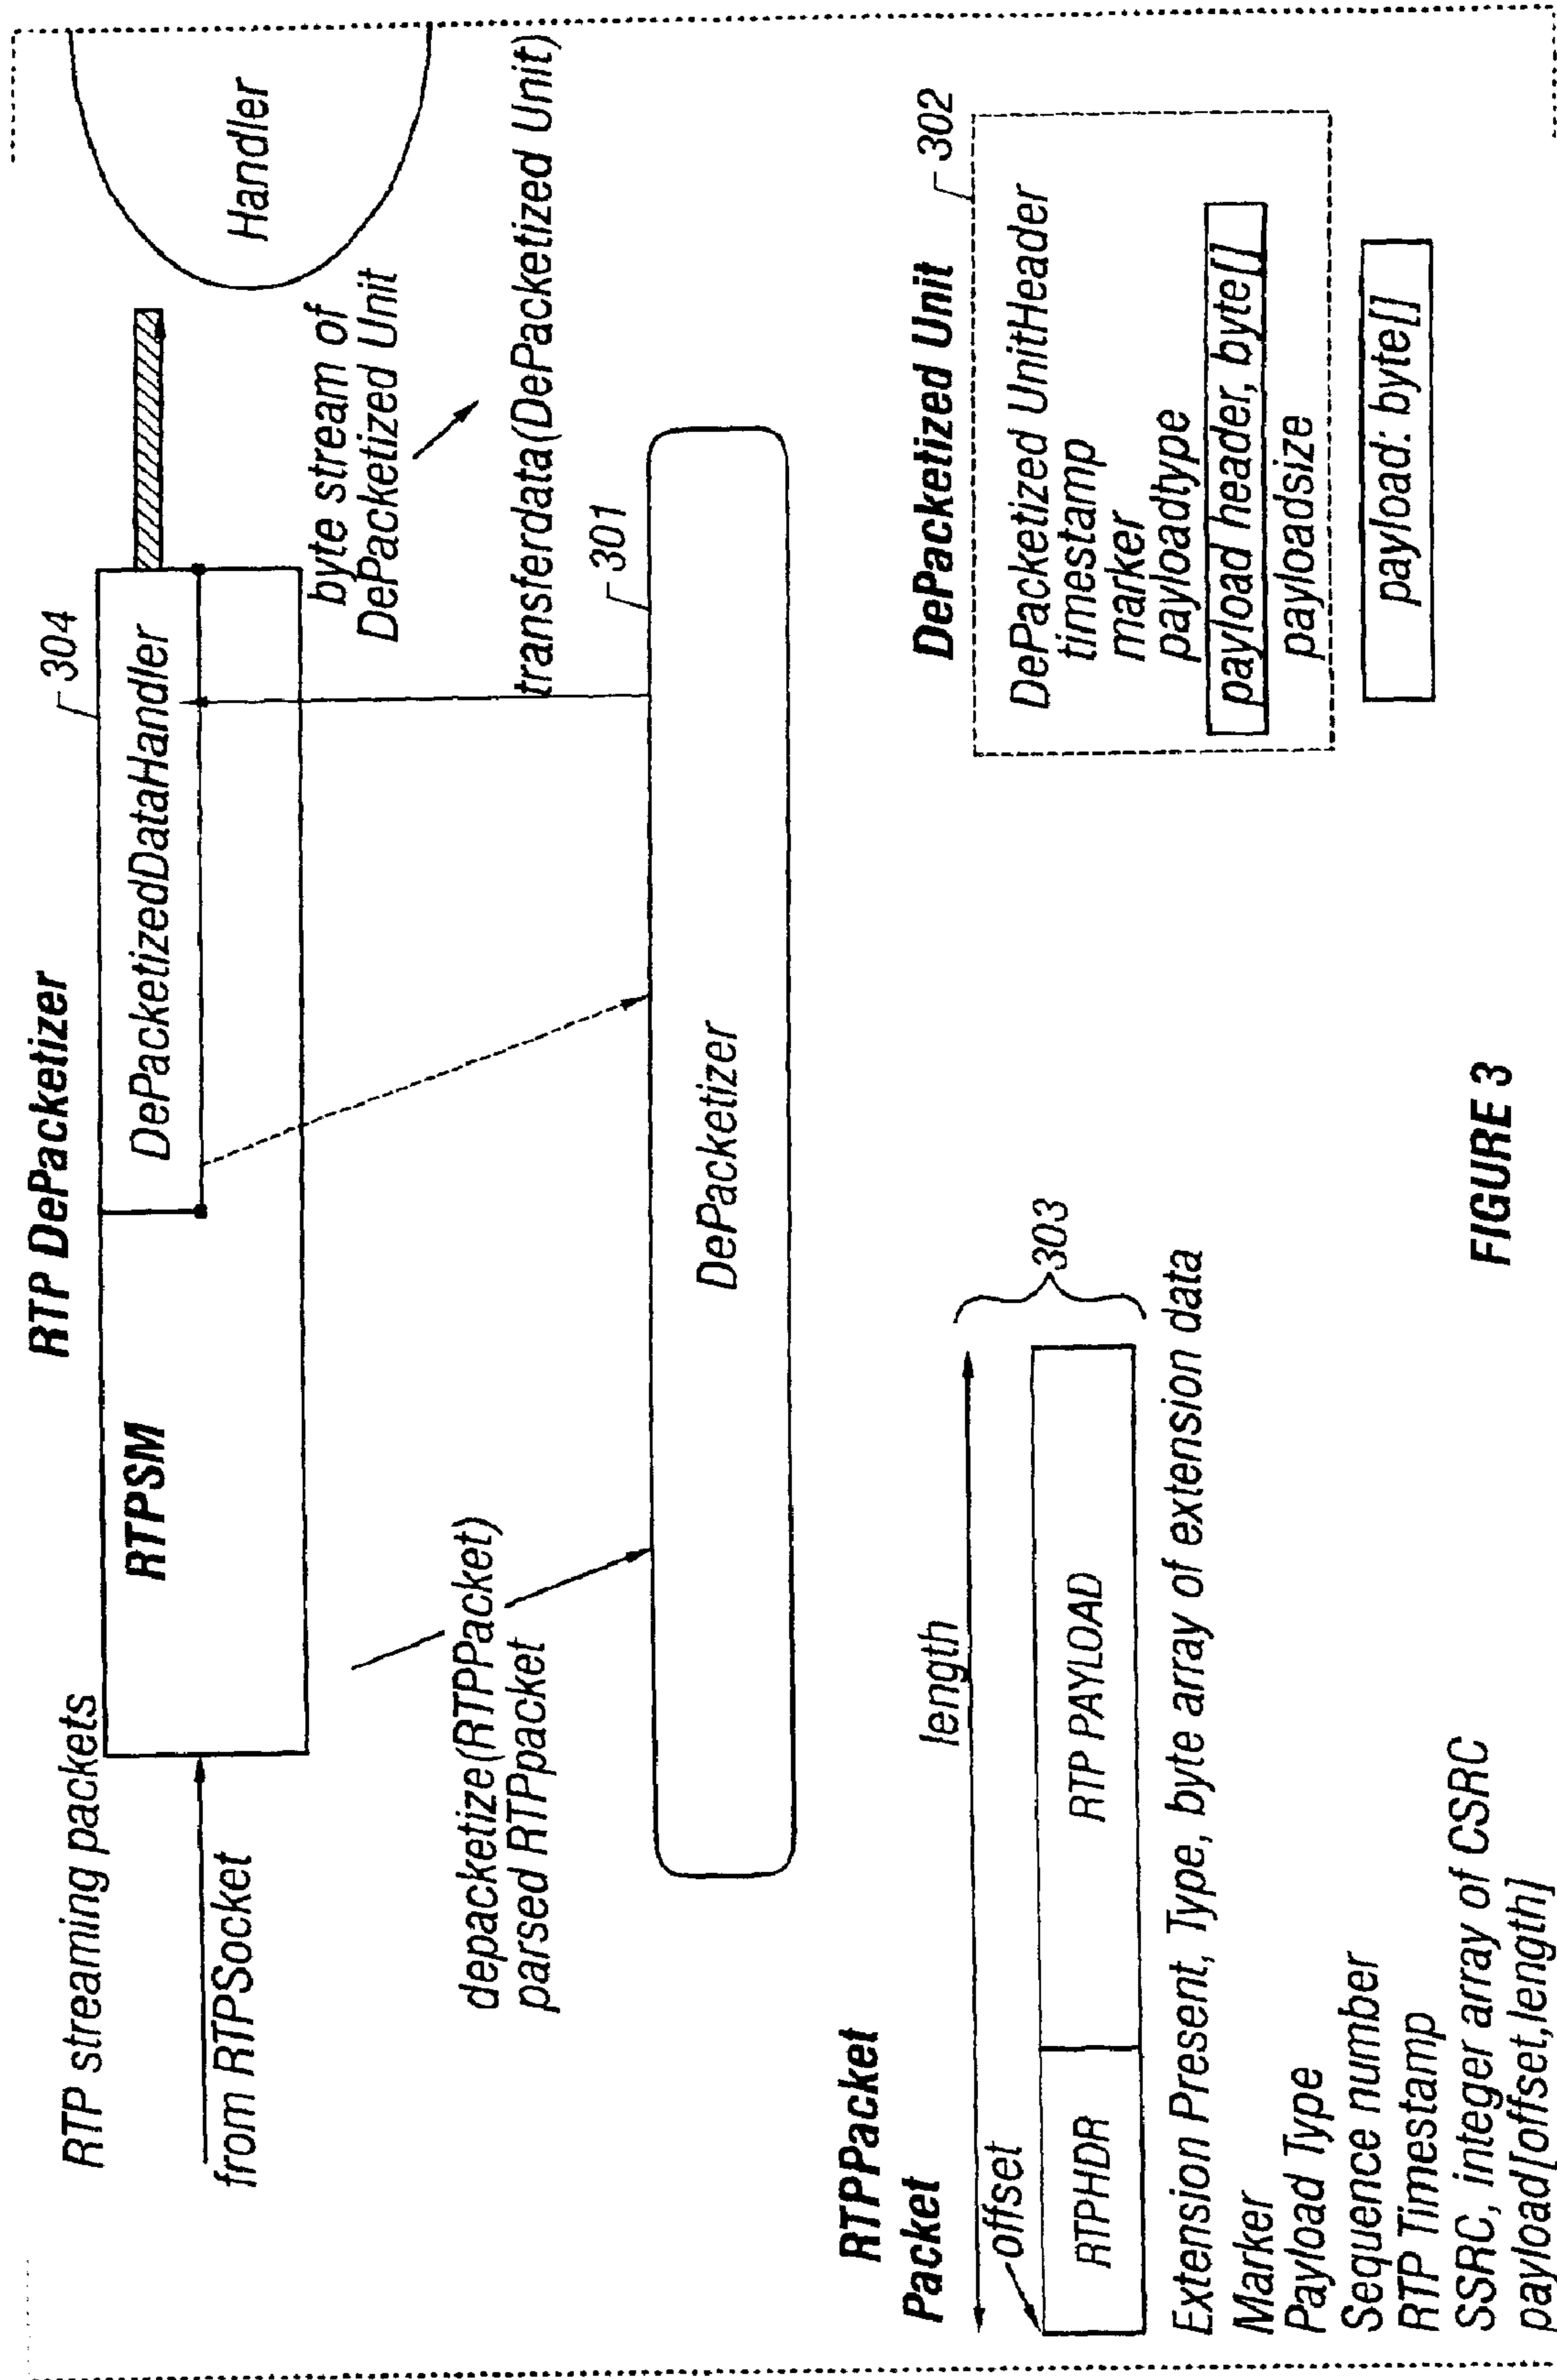 RTP DePacketizer
RTP streaming packets
from RTPSocket
RTPSM
DePacketizedDataHandler
304
Handler
byte stream of
DePacketized Unit
transferdata(DePacketized Unit)
depacketize(RTPPacket)
parsed RTPpacket
301
DePacketizer
RTPPacket
Packet
length
offset
RTPHDR
RTP PAYLOAD
303
Extension Present, Type, byte array of extension data
Marker
Payload Type
Sequence number
RTP Timestamp
SSRC, integer array of CSRC
payload[offset,length]
DePacketized Unit
302
DePacketized UnitHeader
timestamp
marker
payloadtype
payload header, byte[]
payloadsize
payload: byte[]
FIGURE 3